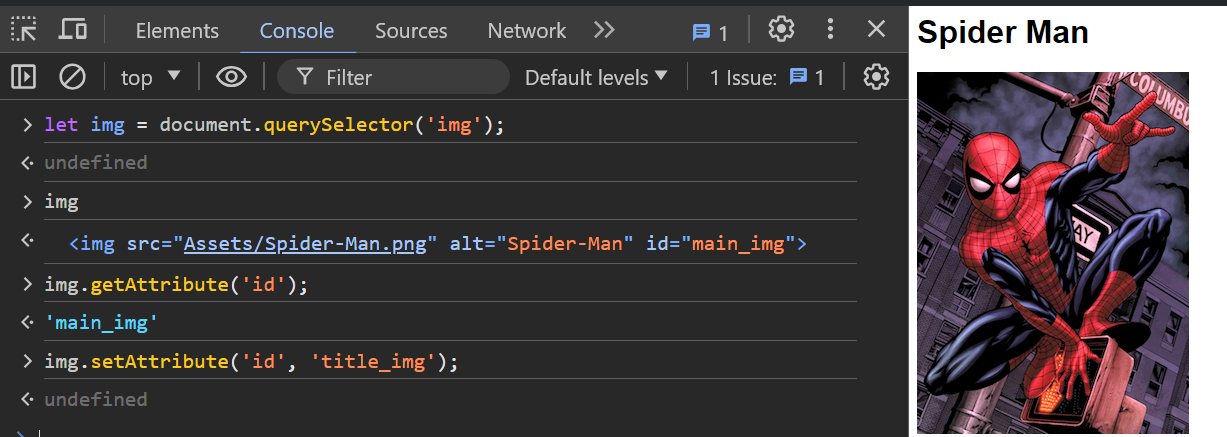 Elements Console Sources Network 1
top Filter Default levels 1 Issue: 1
let img = document.querySelector('img');
undefined
img
<img src="Assets/Spider-Man.png" alt="Spider-Man" id="main_img">
img.getAttribute('id');
'main_img'
img.setAttribute('id', 'title_img');
undefined
Spider Man
COLUMBU
AY